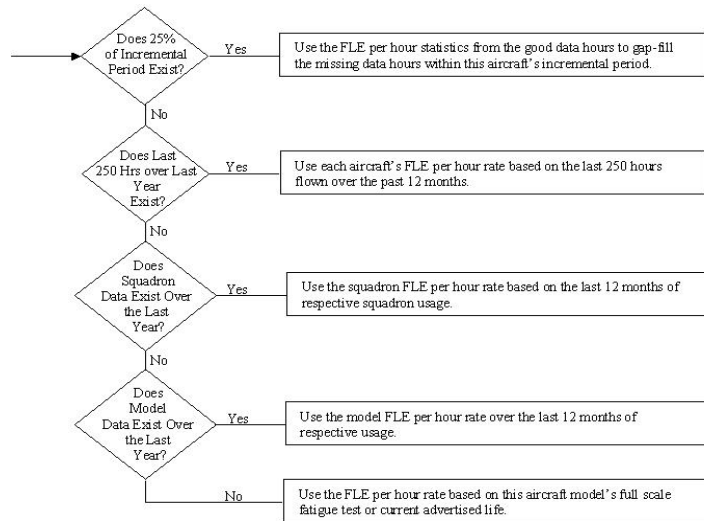 Does 25%
of Incremental
Period Exist?
Yes
Use the FLE per hour statistics from the good data hours to gap-fill
the missing data hours within this aircraft's incremental period.
No
Does Last
250 Hrs over Last
Year
Exist?
Yes
Use each aircraft's FLE per hour rate based on the last 250 hours
flown over the past 12 months.
No
Does
Squadron
Data Exist Over
the Last
Year?
Yes
Use the squadron FLE per hour rate based on the last 12 months of
respective squadron usage.
No
Does
Model
Data Exist Over
the Last
Year?
Yes
Use the model FLE per hour rate over the last 12 months of
respective usage.
No
Use the FLE per hour rate based on this aircraft model's full scale
fatigue test or current advertised life.